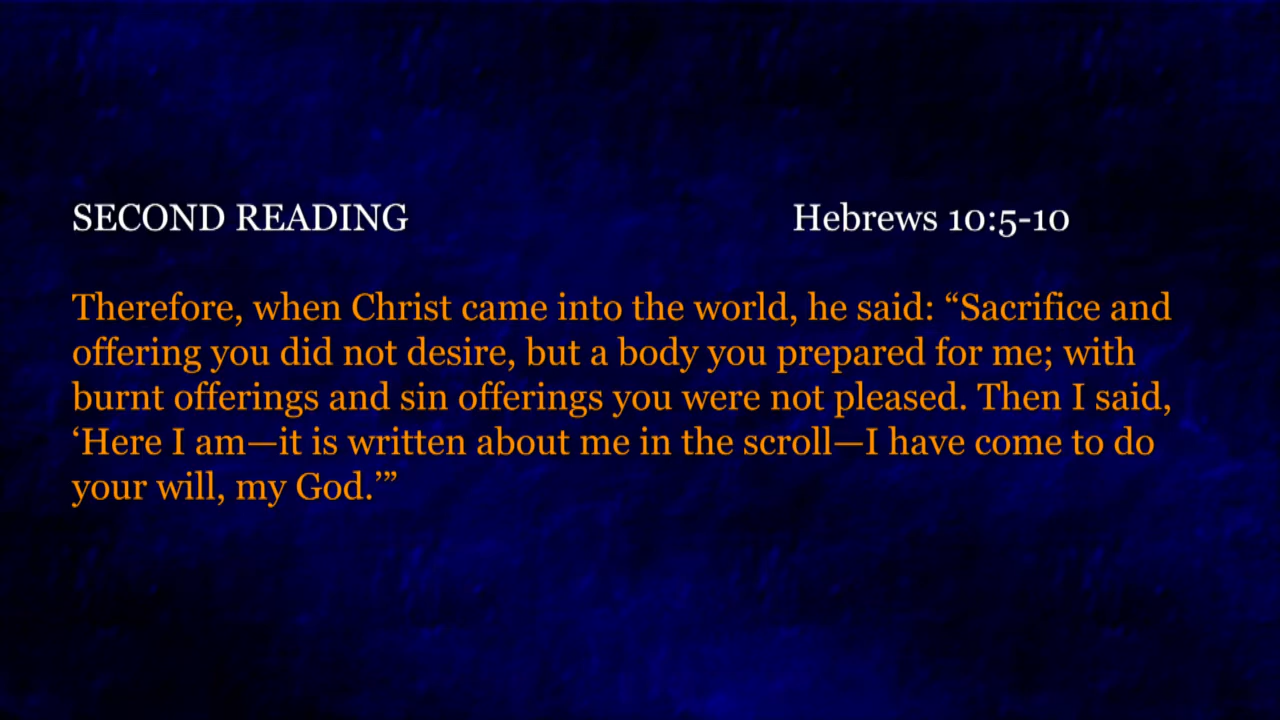 SECOND READING Hebrews 10:5-10
Therefore, when Christ came into the world, he said: “Sacrifice and
offering you did not desire, but a body you prepared for me; with
burnt offerings and sin offerings you were not pleased. Then I said,
‘Here I am—it is written about me in the scroll—I have come to do
your will, my God.’”